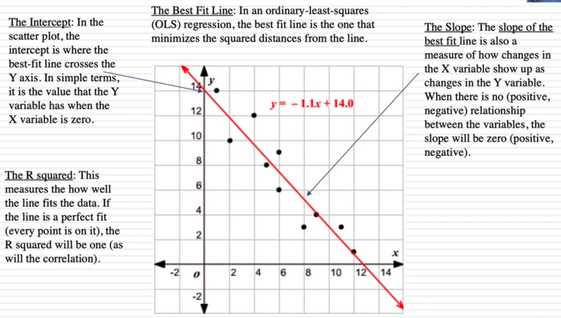 The Intercept: In the
scatter plot, the
intercept is where the
best-fit line crosses the
Y axis. In simple terms,
it is the value that the Y
variable has when the
X variable is zero.
The R squared: This
measures the how well
the line fits the data. If
the line is a perfect fit
(every point is on it), the
R squared will be one (as
will the correlation).
The Best Fit Line: In an ordinary-least-squares
(OLS) regression, the best fit line is the one that
minimizes the squared distances from the line.
y
14
y = - 1.1x + 14.0
12
10
8
6
4
2
x
-2 0 2 4 6 8 10 12 14
-2
The Slope: The slope of the
best fit line is also a
measure of how changes in
the X variable show up as
changes in the Y variable.
When there is no (positive,
negative) relationship
between the variables, the
slope will be zero (positive,
negative).